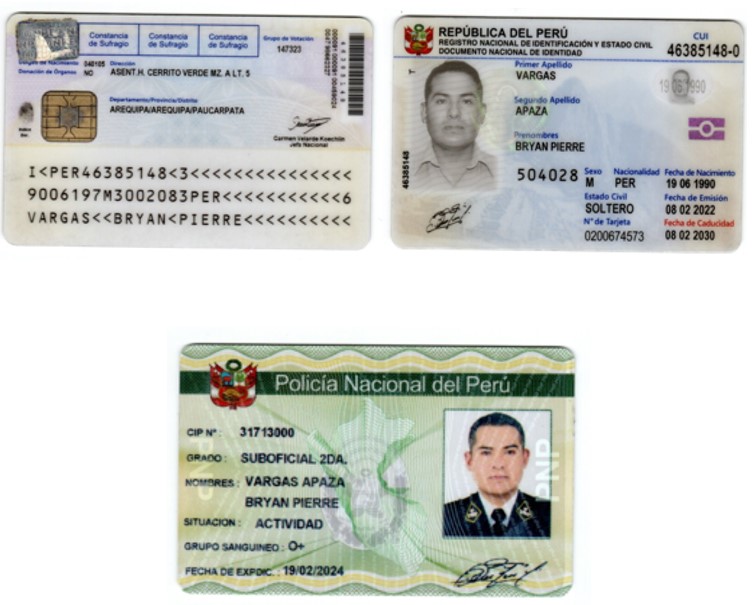 Constancia de Sufragio
Constancia de Sufragio
Constancia de Sufragio
Grupo de Votación
147323
040105
Dirección
Donación de Órganos NO
ASENT.H. CERRITO VERDE MZ. A LT. 5
Departamento/Provincia/Distrito
AREQUIPA/AREQUIPA/PAUCARPATA
Carmen Velarde Koechlin
Jefa Nacional
I<PER46385148<3<<<<<<<<<<<<<<<
9006197M3002083PER<<<<<<<<<<<6
VARGAS<<BRYAN<PIERRE<<<<<<<<<<
REPÚBLICA DEL PERÚ
REGISTRO NACIONAL DE IDENTIFICACIÓN Y ESTADO CIVIL
DOCUMENTO NACIONAL DE IDENTIDAD
CUI
46385148-0
Primer Apellido
VARGAS
Segundo Apellido
APAZA
Prenombres
BRYAN PIERRE
19 06 1990
46385148
504028
Sexo Nacionalidad Fecha de Nacimiento
M PER 19 06 1990
Estado Civil Fecha de Emisión
SOLTERO 08 02 2022
N° de Tarjeta Fecha de Caducidad
0200674573 08 02 2030
Policía Nacional del Perú
CIP N° : 31713000
GRADO : SUBOFICIAL 2DA.
NOMBRES : VARGAS APAZA
BRYAN PIERRE
SITUACION : ACTIVIDAD
GRUPO SANGUINEO : O+
FECHA DE EXPDIC. : 19/02/2024
PNP
PNP